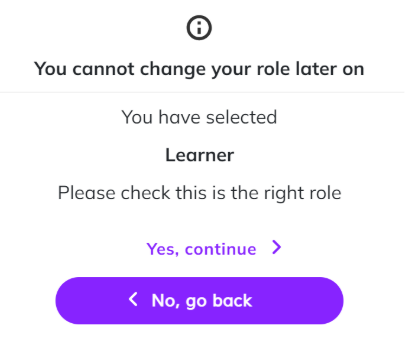 You cannot change your role later on
You have selected
Learner
Please check this is the right role
Yes, continue
No, go back